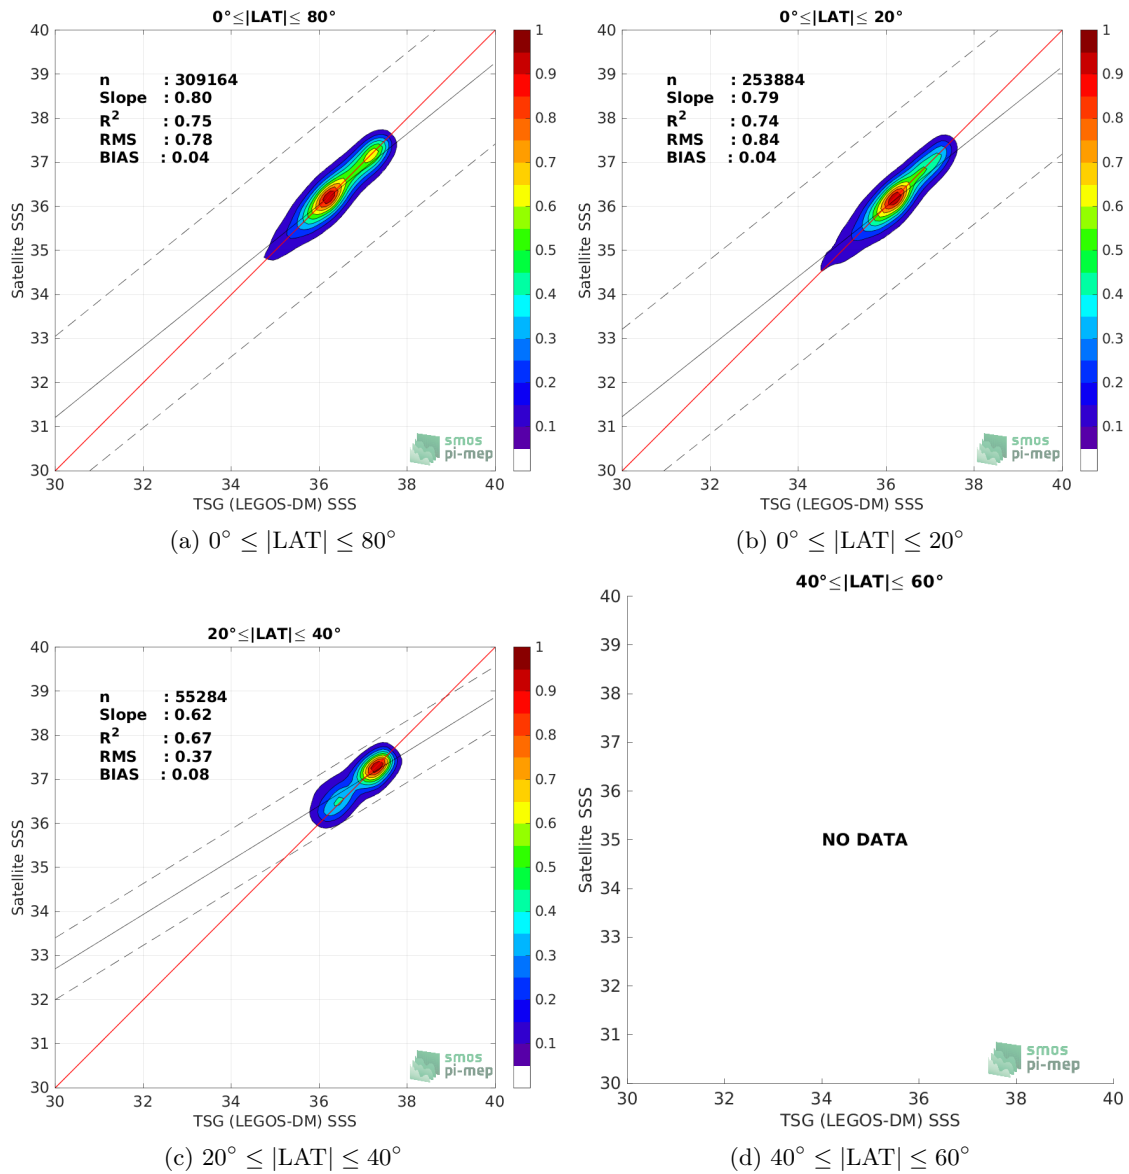 0°≤|LAT|≤ 80°
40
39
38
37
36
35
34
33
32
31
30
Satellite SSS
n : 309164
Slope : 0.80
R2 : 0.75
RMS : 0.78
BIAS : 0.04
smos
pi-mep
30 32 34 36 38 40
TSG (LEGOS-DM) SSS
1
0.9
0.8
0.7
0.6
0.5
0.4
0.3
0.2
0.1
(a) 0° ≤ |LAT| ≤ 80°
0°≤|LAT|≤ 20°
40
39
38
37
36
35
34
33
32
31
30
Satellite SSS
n : 253884
Slope : 0.79
R2 : 0.74
RMS : 0.84
BIAS : 0.04
smos
pi-mep
30 32 34 36 38 40
TSG (LEGOS-DM) SSS
1
0.9
0.8
0.7
0.6
0.5
0.4
0.3
0.2
0.1
(b) 0° ≤ |LAT| ≤ 20°
20°≤|LAT|≤ 40°
40
39
38
37
36
35
34
33
32
31
30
Satellite SSS
n : 55284
Slope : 0.62
R2 : 0.67
RMS : 0.37
BIAS : 0.08
smos
pi-mep
30 32 34 36 38 40
TSG (LEGOS-DM) SSS
1
0.9
0.8
0.7
0.6
0.5
0.4
0.3
0.2
0.1
(c) 20° ≤ |LAT| ≤ 40°
40°≤|LAT|≤ 60°
40
39
38
37
36
35
34
33
32
31
30
Satellite SSS
NO DATA
smos
pi-mep
30 32 34 36 38 40
TSG (LEGOS-DM) SSS
(d) 40° ≤ |LAT| ≤ 60°